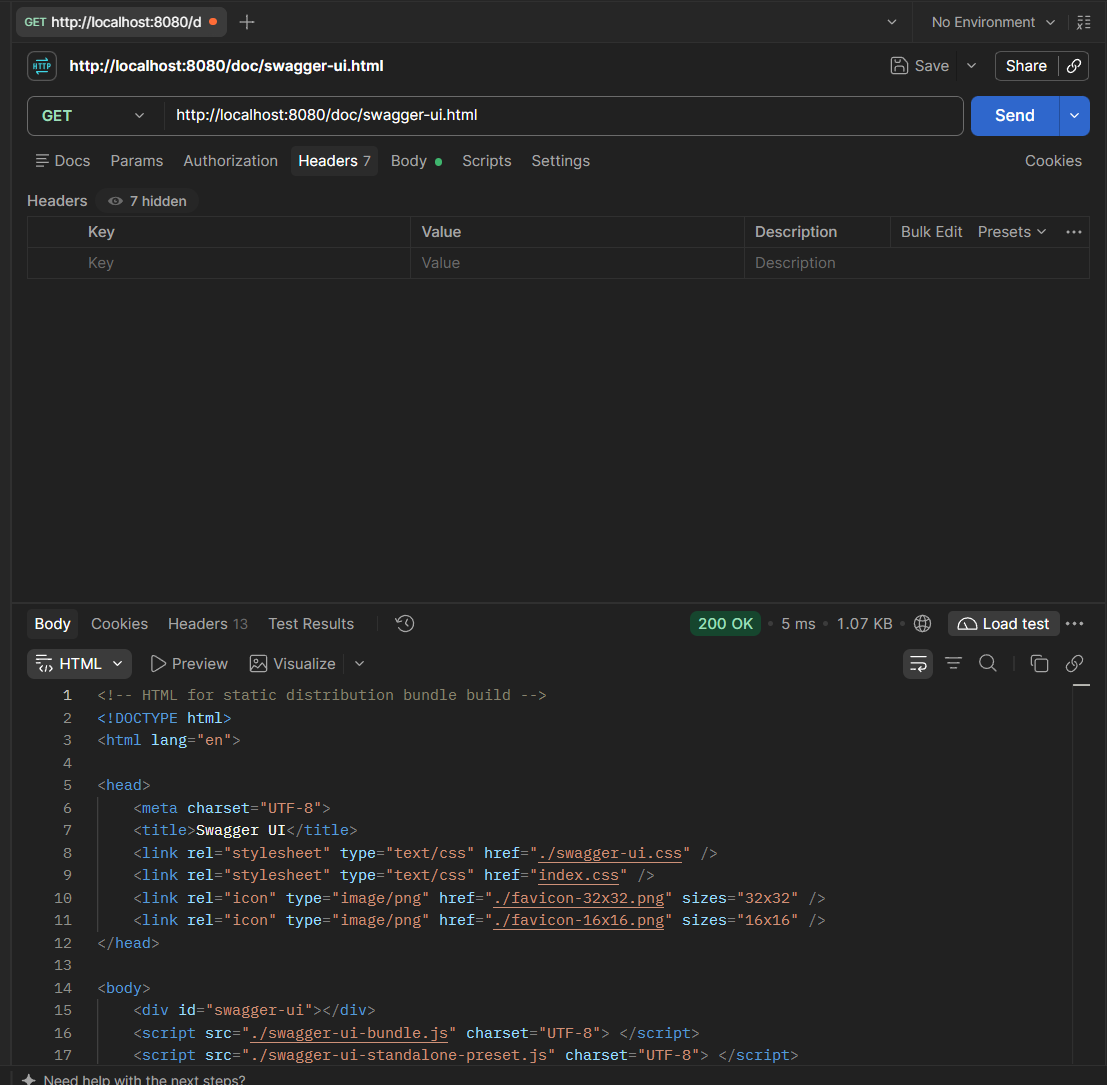 GET http://localhost:8080/d No Environment
HTTP http://localhost:8080/doc/swagger-ui.html Save Share
GET http://localhost:8080/doc/swagger-ui.html Send
Docs Params Authorization Headers 7 Body Scripts Settings Cookies
Headers 7 hidden
Key Value Description Bulk Edit Presets
Key Value Description
Body Cookies Headers 13 Test Results 200 OK • 5 ms • 1.07 KB • Load test
HTML Preview Visualize
1 <!-- HTML for static distribution bundle build -->
2 <!DOCTYPE html>
3 <html lang="en">
4
5 <head>
6 <meta charset="UTF-8">
7 <title>Swagger UI</title>
8 <link rel="stylesheet" type="text/css" href="./swagger-ui.css" />
9 <link rel="stylesheet" type="text/css" href="index.css" />
10 <link rel="icon" type="image/png" href="./favicon-32x32.png" sizes="32x32" />
11 <link rel="icon" type="image/png" href="./favicon-16x16.png" sizes="16x16" />
12 </head>
13
14 <body>
15 <div id="swagger-ui"></div>
16 <script src="./swagger-ui-bundle.js" charset="UTF-8"> </script>
17 <script src="./swagger-ui-standalone-preset.js" charset="UTF-8"> </script>
Need help with the next steps?